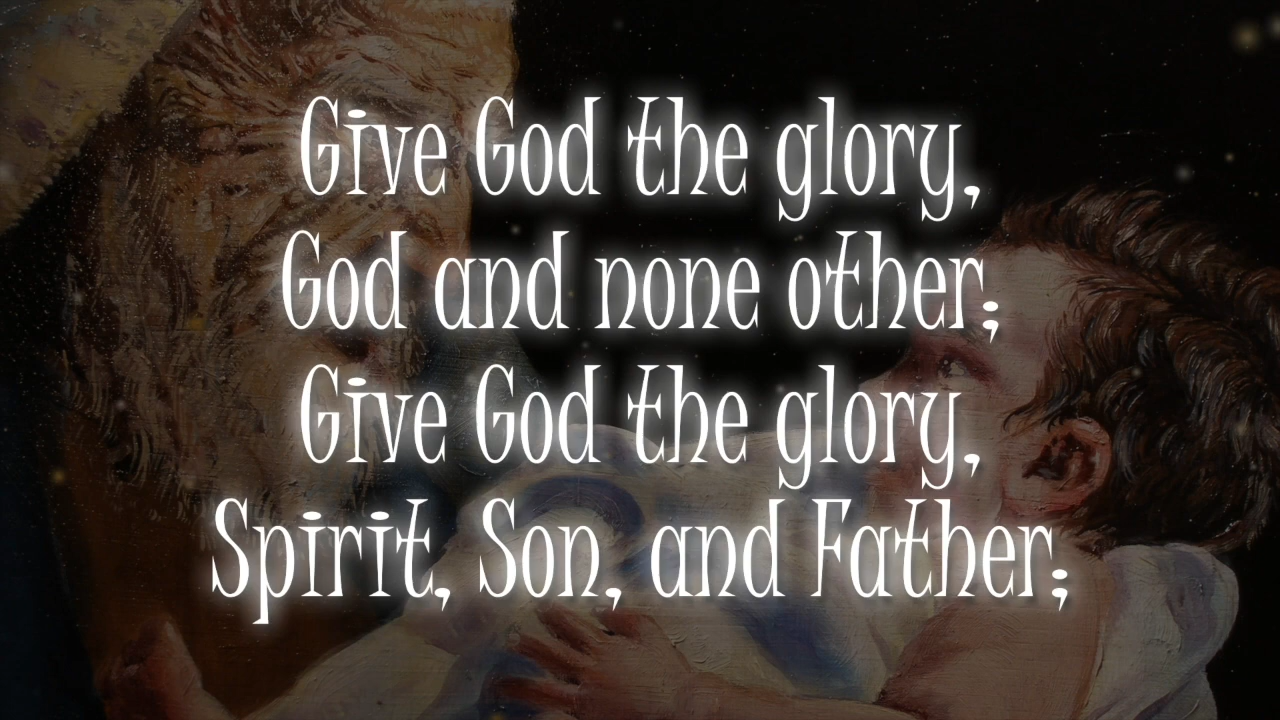 Give God the glory,
God and none other;
Give God the glory,
Spirit, Son, and Father;